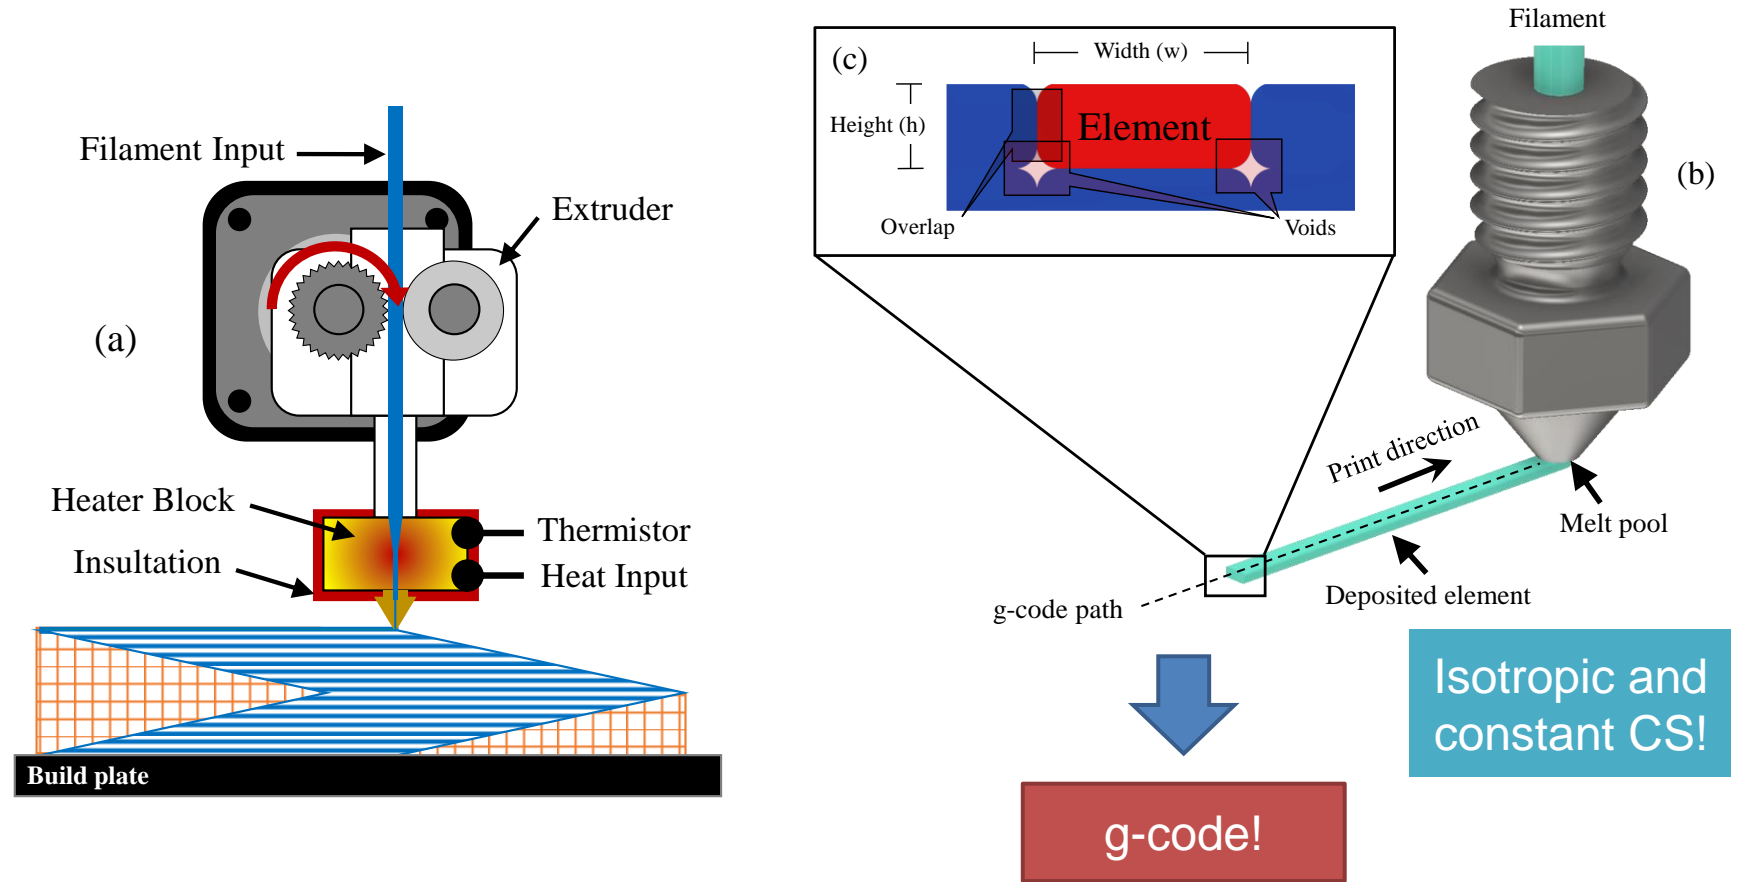 Filament Input
Extruder
(a)
Heater Block
Insultation
Thermistor
Heat Input
Build plate
(c)
Width (w)
Height (h)
Element
Overlap
Voids
Filament
(b)
Print direction
Melt pool
Deposited element
g-code path
Isotropic and
constant CS!
g-code!